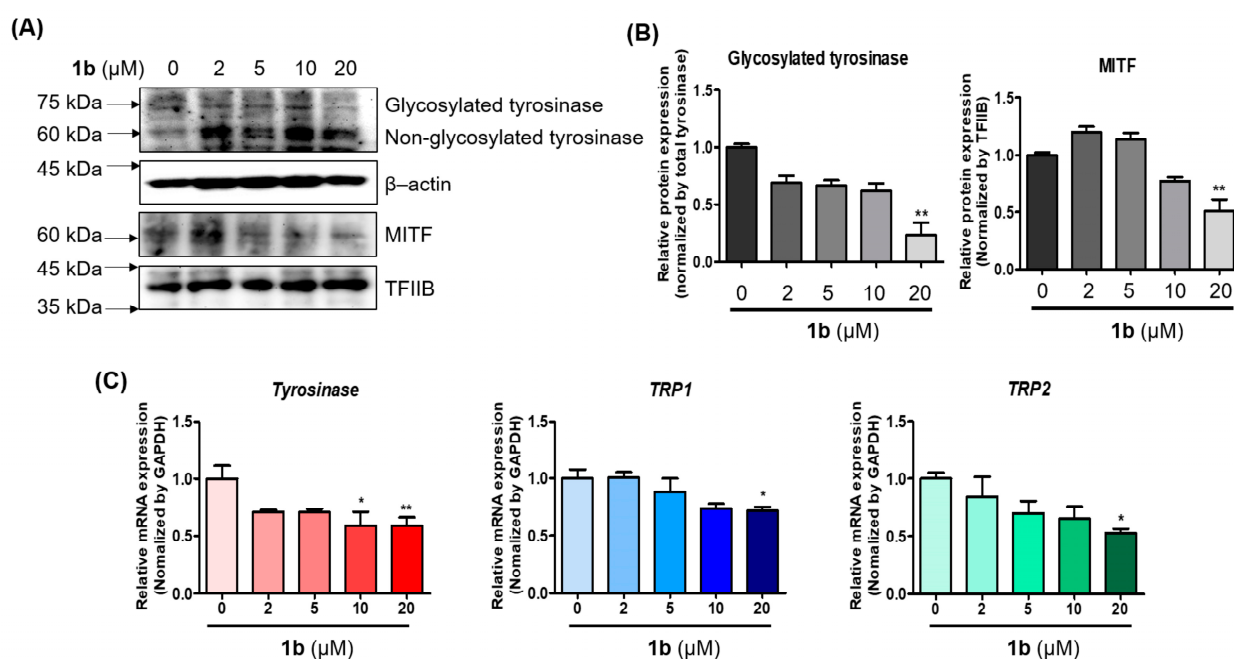 (A)
1b (µM) 0 2 5 10 20
75 kDa
Glycosylated tyrosinase
60 kDa
Non-glycosylated tyrosinase
45 kDa
β–actin
60 kDa
MITF
45 kDa
TFIIB
35 kDa
(B)
Glycosylated tyrosinase
Relative protein expression
(normalized by total tyrosinase)
1.5
1.0
0.5
0.0
**
0 2 5 10 20
1b (µM)
MITF
Relative protein expression
(Normalized by TFIIB)
1.5
1.0
0.5
0.0
**
0 2 5 10 20
1b (µM)
(C)
Tyrosinase
Relative mRNA expression
(Nomalized by GAPDH)
1.5
1.0
0.5
0.0
* **
0 2 5 10 20
1b (µM)
TRP1
Relative mRNA expression
(Nomalized by GAPDH)
1.5
1.0
0.5
0.0
*
0 2 5 10 20
1b (µM)
TRP2
Relative mRNA expression
(Nomalized by GAPDH)
1.5
1.0
0.5
0.0
*
0 2 5 10 20
1b (µM)